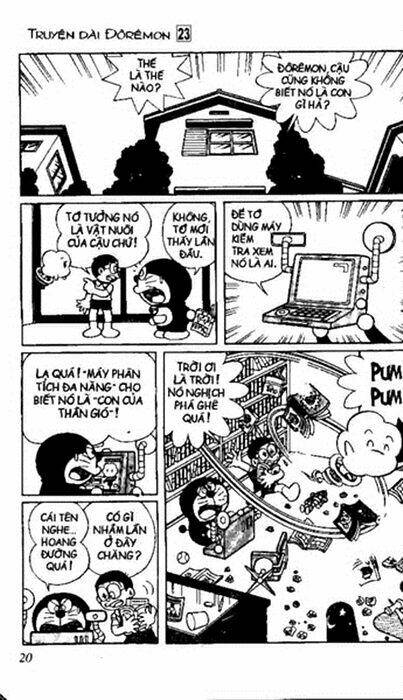 TRUYỆN DÀI ĐÔRÊMON 23
THẾ
LÀ THẾ
NÀO?
ĐÔRÊMON, CẬU
CŨNG KHÔNG
BIẾT NÓ LÀ CON
GÌ HẢ?
TỚ TƯỞNG NÓ
LÀ VẬT NUÔI
CỦA CẬU CHỨ!
KHÔNG,
TỚ MỚI
THẤY LẦN
ĐẦU.
ĐỂ TỚ
DÙNG MÁY
KIỂM
TRA XEM
NÓ LÀ AI.
LẠ QUÁ! "MÁY PHÂN
TÍCH ĐA NĂNG" CHO
BIẾT NÓ LÀ "CON CỦA
THẦN GIÓ"!
TRỜI ƠI
LÀ TRỜI!
NÓ NGHỊCH
PHÁ GHÊ
QUÁ!
PUM
PUM
CÁI TÊN
NGHE...
HOANG
ĐƯỜNG
QUÁ!
CÓ GÌ
NHẦM LẪN
Ở ĐÂY
CHĂNG?
20